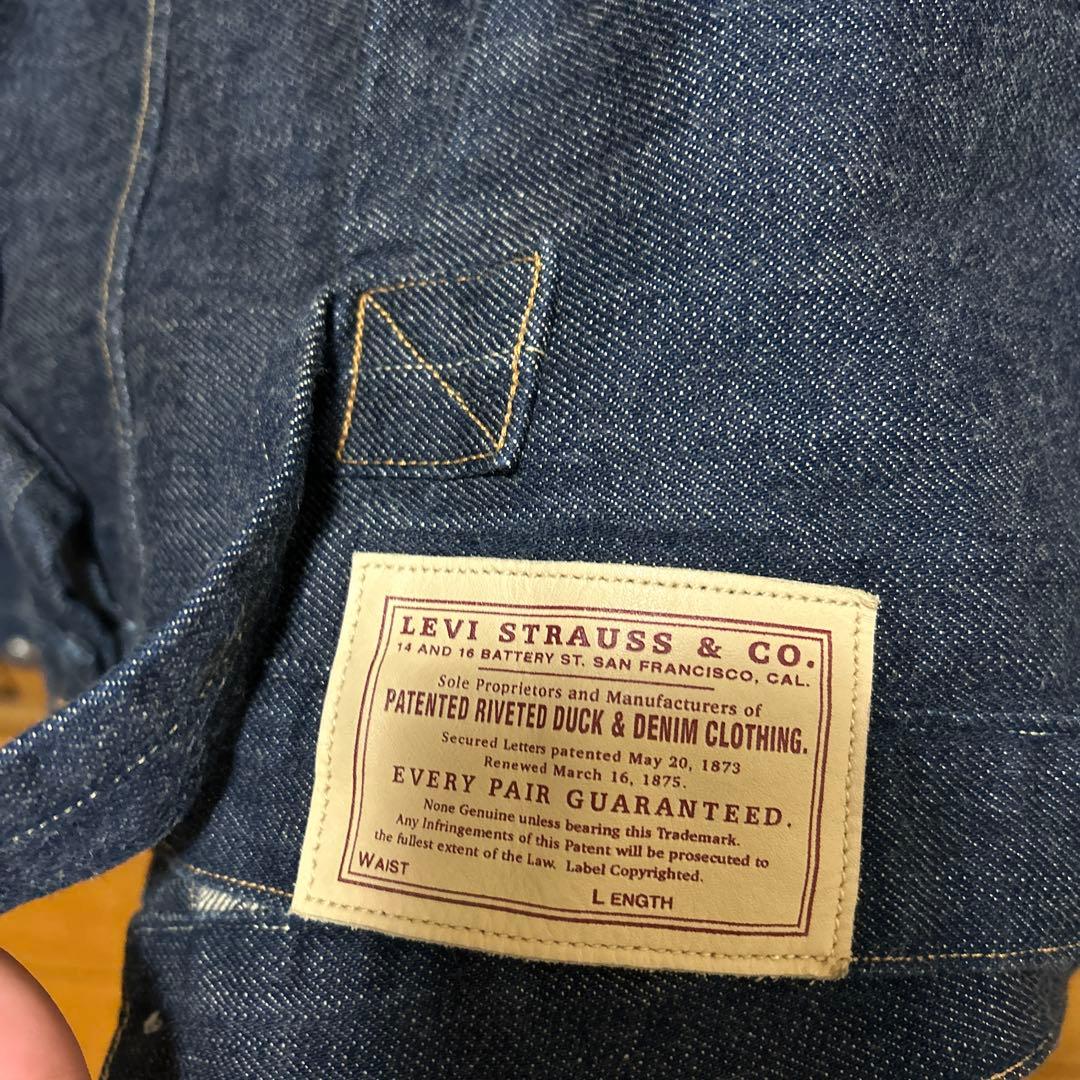 LEVI STRAUSS & CO.
14 AND 16 BATTERY ST. SAN FRANCISCO, CAL.
Sole Proprietors and Manufacturers of
PATENTED RIVETED DUCK & DENIM CLOTHING.
Secured Letters patented May 20, 1873
Renewed March 16, 1875.
EVERY PAIR GUARANTEED.
None Genuine unless bearing this Trademark.
Any Infringements of this Patent will be prosecuted to
the fullest extent of the Law. Label Copyrighted.
WAIST
LENGTH